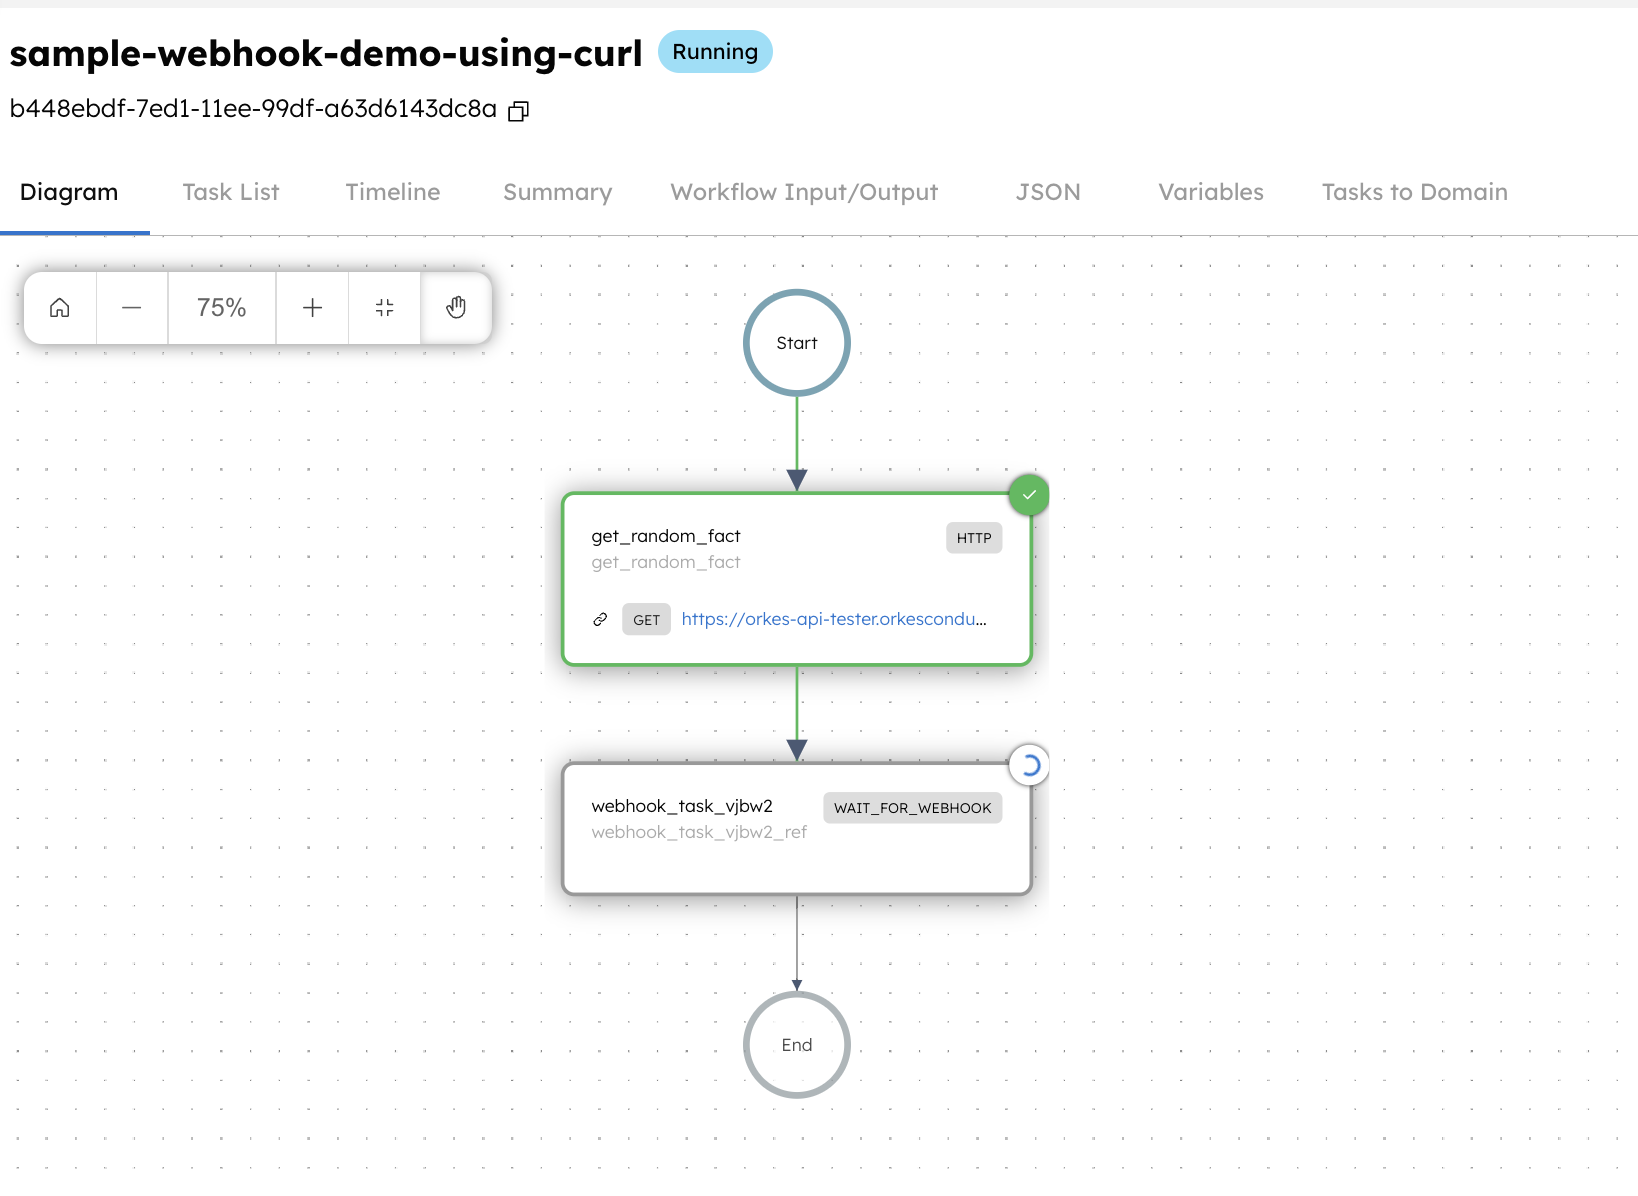 sample-webhook-demo-using-curl Running
b448ebdf-7ed1-11ee-99df-a63d6143dc8a
Diagram Task List Timeline Summary Workflow Input/Output JSON Variables Tasks to Domain
75%
Start
get_random_fact HTTP
get_random_fact
GET https://orkes-api-tester.orkescondu...
webhook_task_vjbw2 WAIT_FOR_WEBHOOK
webhook_task_vjbw2_ref
End